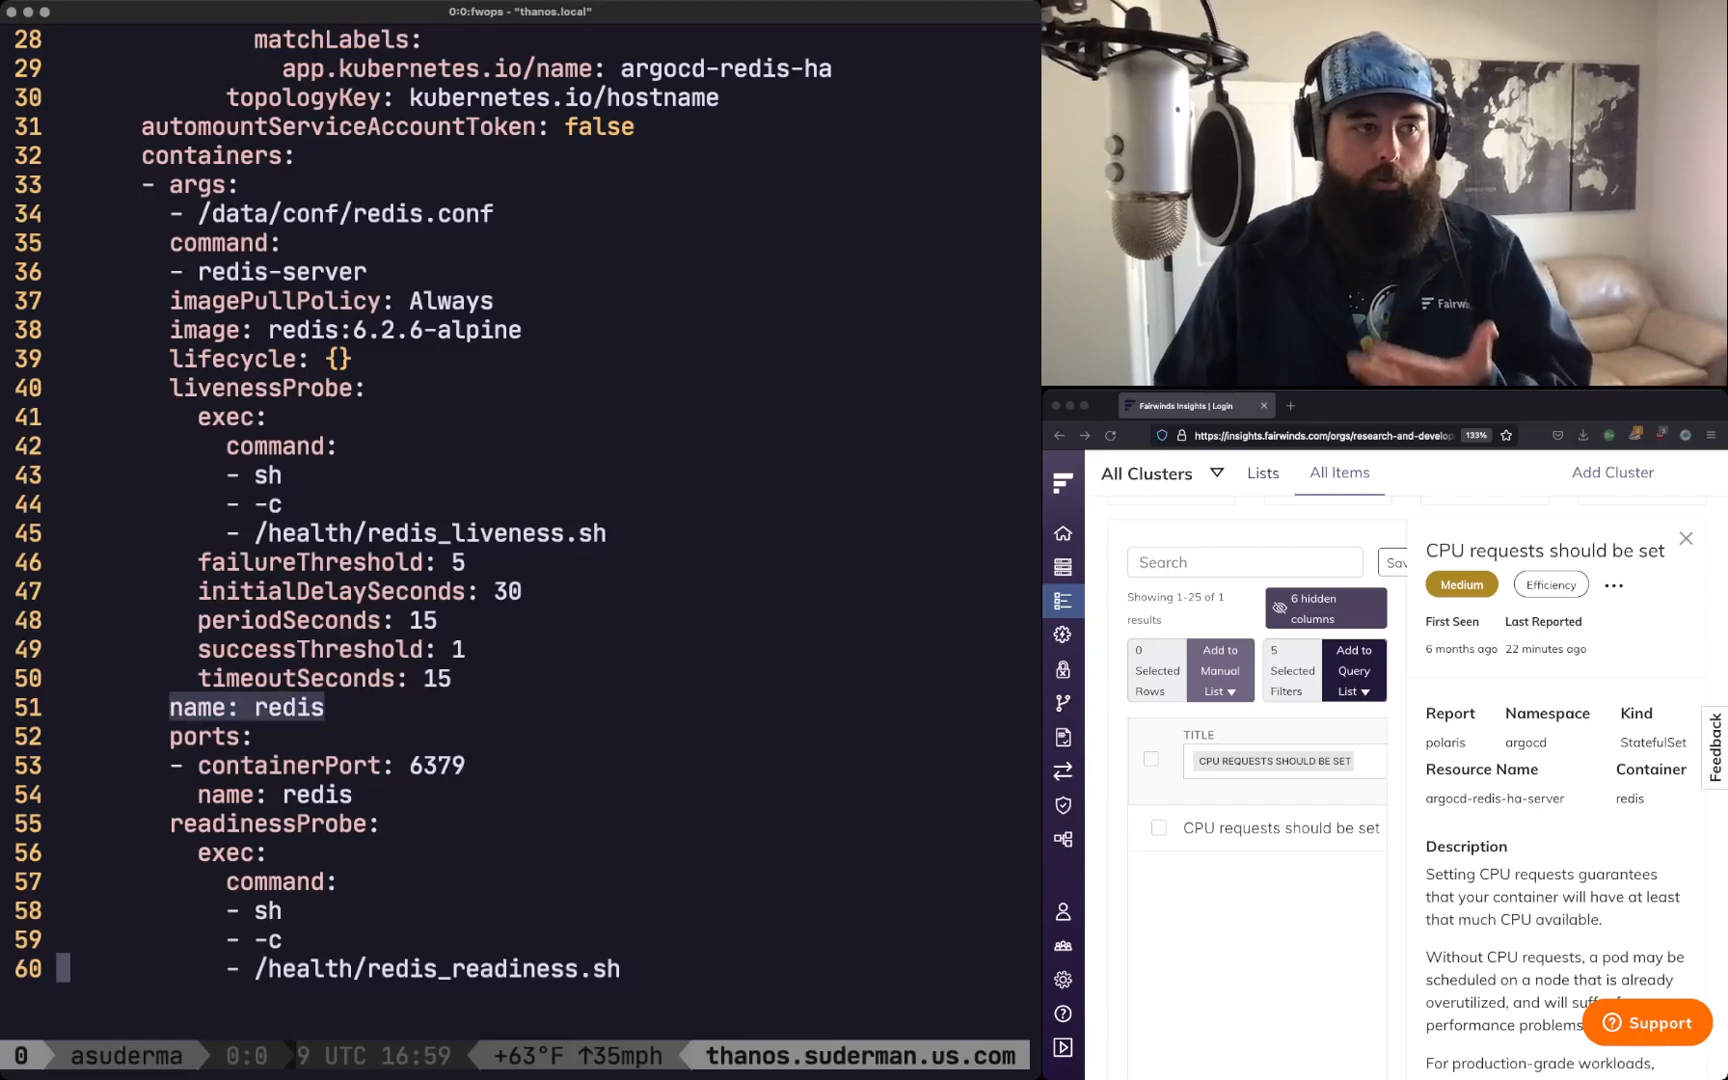 0:0:fwops - "thanos.local"
28 matchLabels:
29 app.kubernetes.io/name: argocd-redis-ha
30 topologyKey: kubernetes.io/hostname
31 automountServiceAccountToken: false
32 containers:
33 - args:
34 - /data/conf/redis.conf
35 command:
36 - redis-server
37 imagePullPolicy: Always
38 image: redis:6.2.6-alpine
39 lifecycle: {}
40 livenessProbe:
41 exec:
42 command:
43 - sh
44 - -c
45 - /health/redis_liveness.sh
46 failureThreshold: 5
47 initialDelaySeconds: 30
48 periodSeconds: 15
49 successThreshold: 1
50 timeoutSeconds: 15
51 name: redis
52 ports:
53 - containerPort: 6379
54 name: redis
55 readinessProbe:
56 exec:
57 command:
58 - sh
59 - -c
60 - /health/redis_readiness.sh
0 asuderma 0:0 9 UTC 16:59 +63°F ↑35mph thanos.suderman.us.com
Fairwinds Insights | Login
https://insights.fairwinds.com/orgs/research-and-develop 133%
All Clusters Lists All Items Add Cluster
Search
Sav
Showing 1-25 of 1
results
6 hidden
columns
0
Selected
Rows
Add to
Manual
List
5
Selected
Filters
Add to
Query
List
TITLE
CPU REQUESTS SHOULD BE SET
CPU requests should be set
CPU requests should be set
Medium Efficiency
First Seen Last Reported
6 months ago 22 minutes ago
Report Namespace Kind
polaris argocd StatefulSet
Resource Name Container
argocd-redis-ha-server redis
Description
Setting CPU requests guarantees
that your container will have at least
that much CPU available.
Without CPU requests, a pod may be
scheduled on a node that is already
overutilized, and will
performance problems
For production-grade workloads,
Feedback
Support